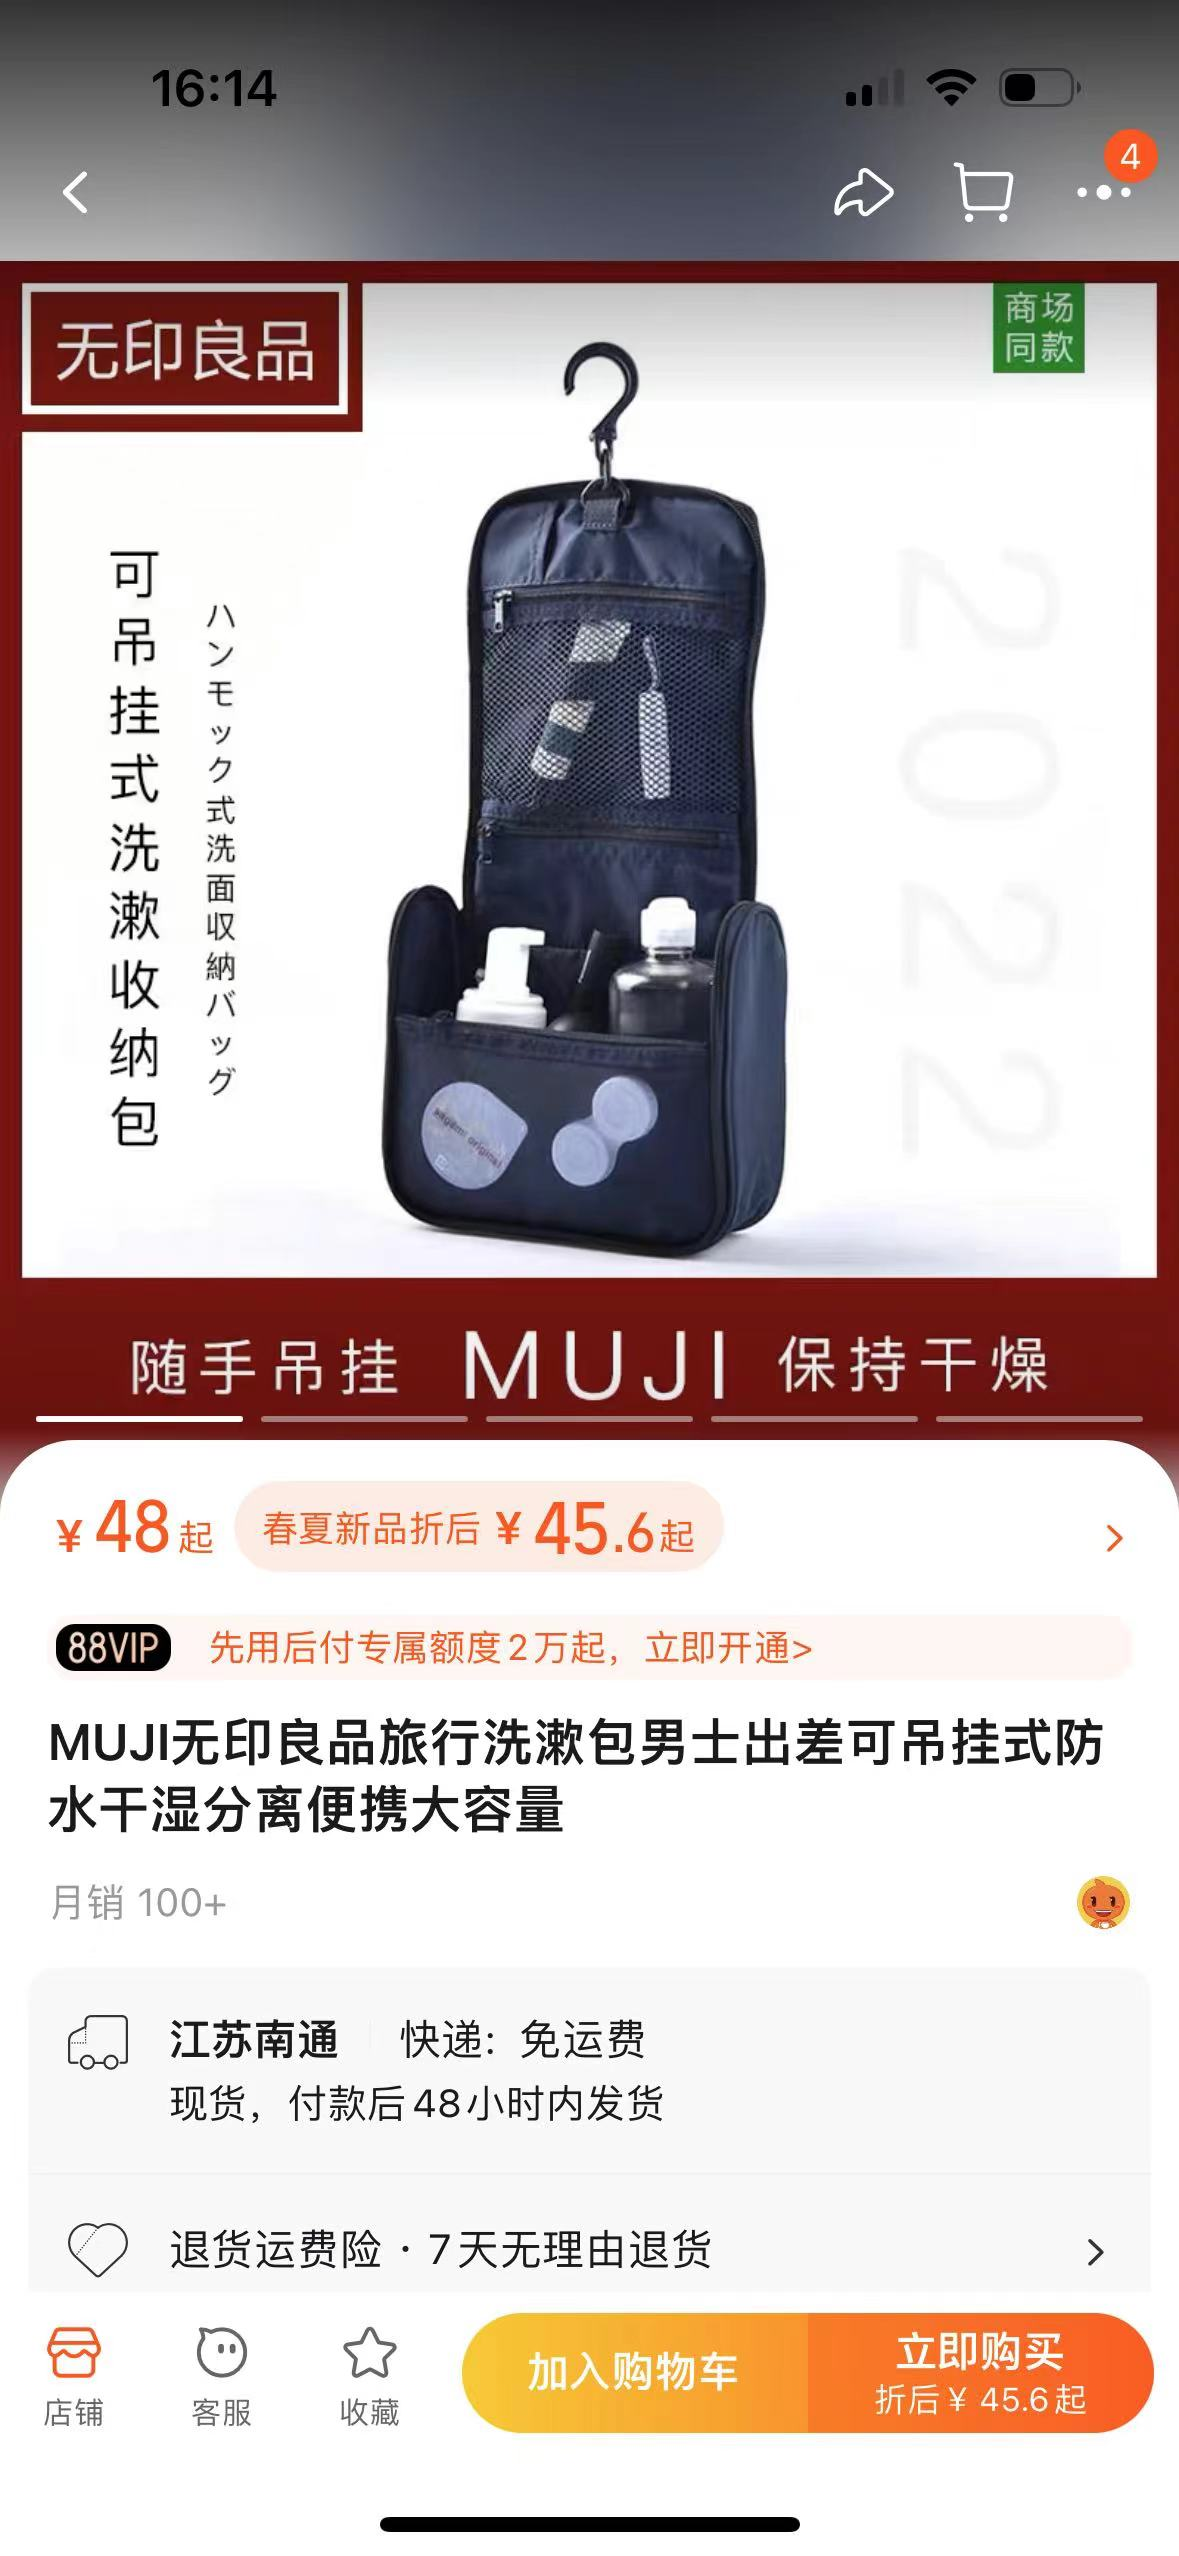 16:14
4
无印良品
商场
同款
可吊挂式洗漱收纳包
ハンモック式洗面収納バッグ
2022
sagami original
随手吊挂 MUJI 保持干燥
¥48起 春夏新品折后 ¥45.6起
88VIP 先用后付专属额度2万起，立即开通>
MUJI无印良品旅行洗漱包男士出差可吊挂式防
水干湿分离便携大容量
月销 100+
江苏南通 快递：免运费
现货，付款后48小时内发货
退货运费险 · 7天无理由退货
店铺
客服
收藏
加入购物车
立即购买
折后¥ 45.6起